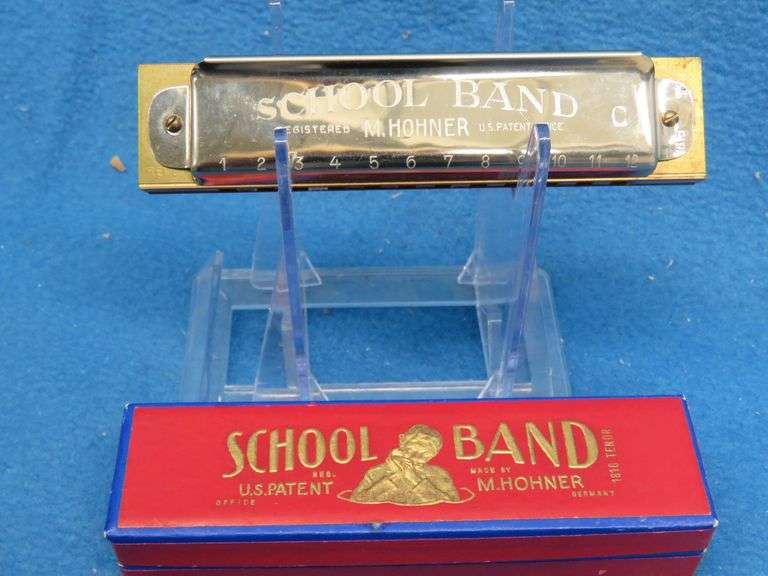 SCHOOL BAND
REGISTERED M. HOHNER U.S. PATENT OFFICE C
1 2 3 4 5 6 7 8 9 10 11 12
SCHOOL BAND
REG. MADE BY
U.S. PATENT M. HOHNER
OFFICE GERMANY
1816 TENOR